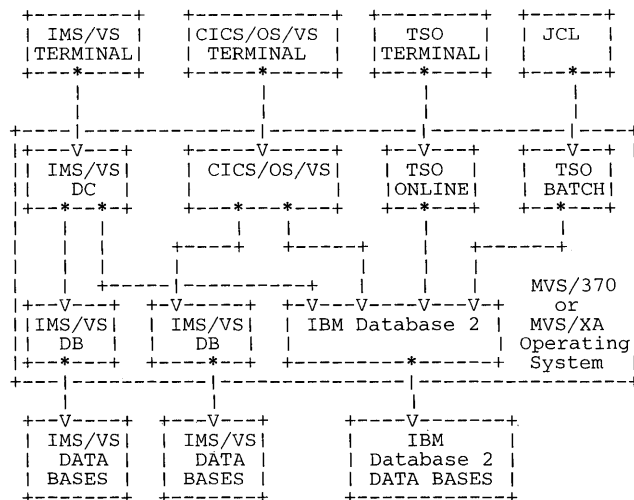 IMS/VS CICS/OS/VS TSO JCL
TERMINAL TERMINAL TERMINAL
IMS/VS CICS/OS/VS TSO TSO
DC ONLINE BATCH
MVS/370
or
IMS/VS IMS/VS IBM Database 2 MVS/XA
DB DB Operating
System
IMS/VS IMS/VS IBM
DATA DATA Database 2
BASES BASES DATA BASES